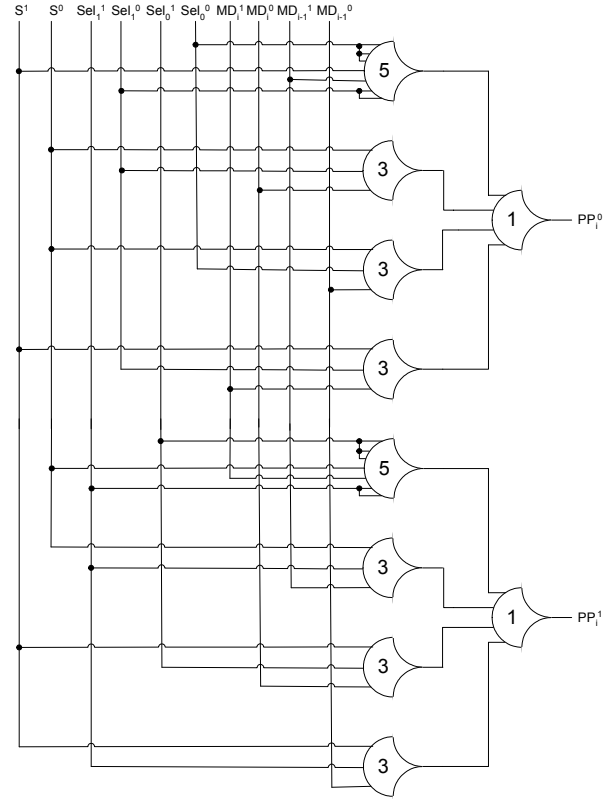 S¹ S⁰ Sel₁¹ Sel₁⁰ Sel₀¹ Sel₀⁰ MDᵢ¹ MDᵢ⁰ MDᵢ₋₁¹ MDᵢ₋₁⁰
5
3
1 PPᵢ⁰
3
3
5
3
1 PPᵢ¹
3
3